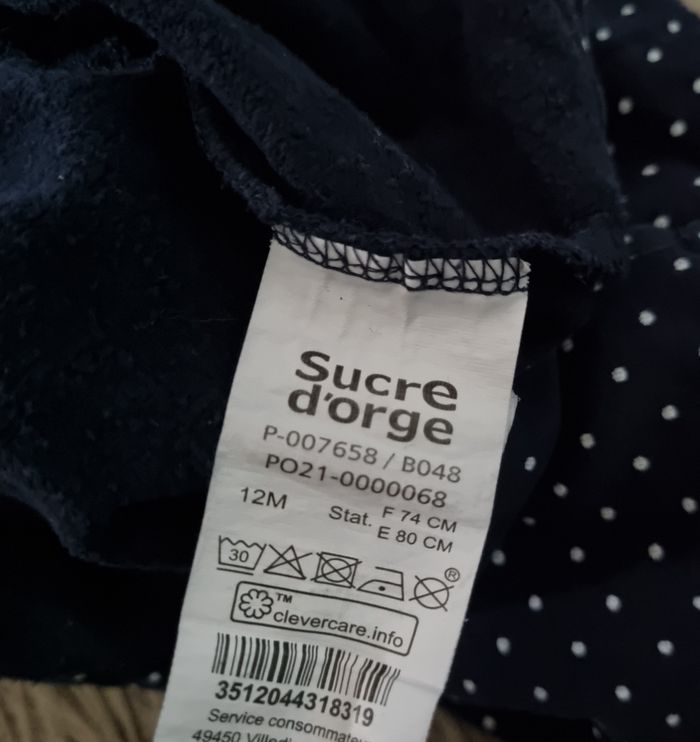 Sucre
d'orge
P-007658 / B048
PO21-0000068
12M Stat. F 74 CM
E 80 CM
30
®
™
clevercare.info
3512044318319
Service
49450